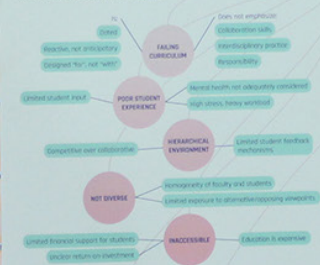 Does not emphasize:
Siloed
Collaboration skills
Reactive, not anticipatory
FAILING
CURRICULUM
Interdisciplinary practice
Designed "for", not "with"
Responsibility
Limited student input
POOR STUDENT
EXPERIENCE
Mental health not adequately considered
High stress, heavy workload
Competitive over collaborative
HIERARCHICAL
ENVIRONMENT
Limited student feedback
mechanisms
NOT DIVERSE
Homogeneity of faculty and students
Limited exposure to alternative/opposing viewpoints
Limited financial support for students
INACCESSIBLE
Education is expensive
Unclear return on investment